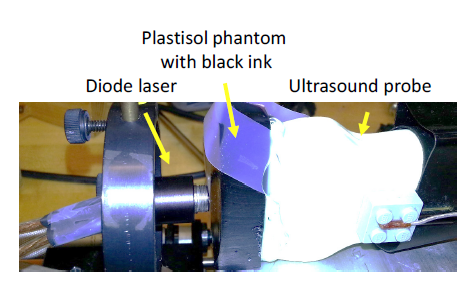 Plastisol phantom
with black ink
Diode laser
Ultrasound probe